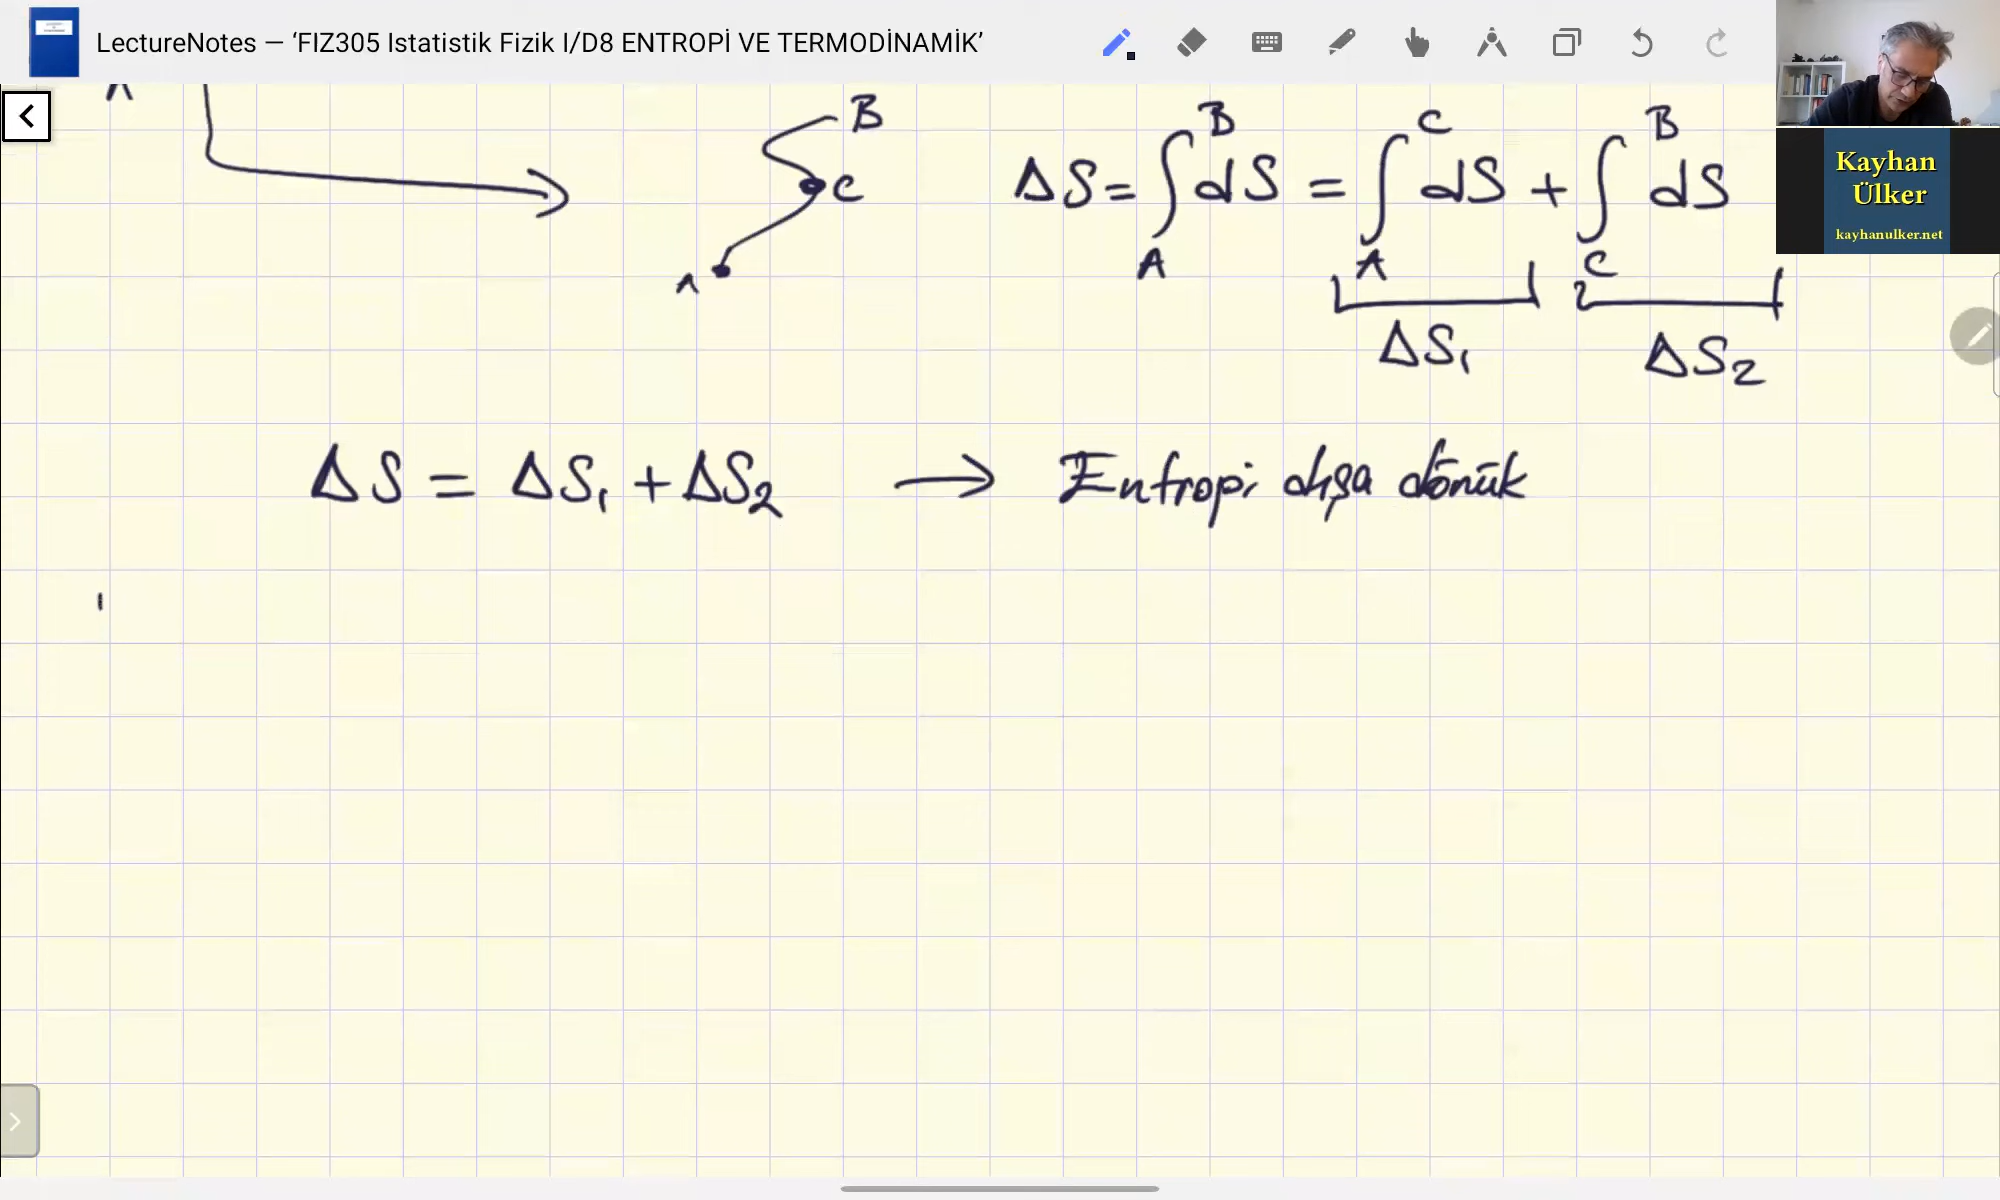 LectureNotes – ‘FIZ305 Istatistik Fizik I/D8 ENTROPİ VE TERMODİNAMİK’
Kayhan
Ülker
kayhanulker.net
A
B
C
A
ΔS = ∫_A^B dS = ∫_A^C dS + ∫_C^B dS
ΔS₁
ΔS₂
ΔS = ΔS₁ + ΔS₂ → Entropi dışa dönük